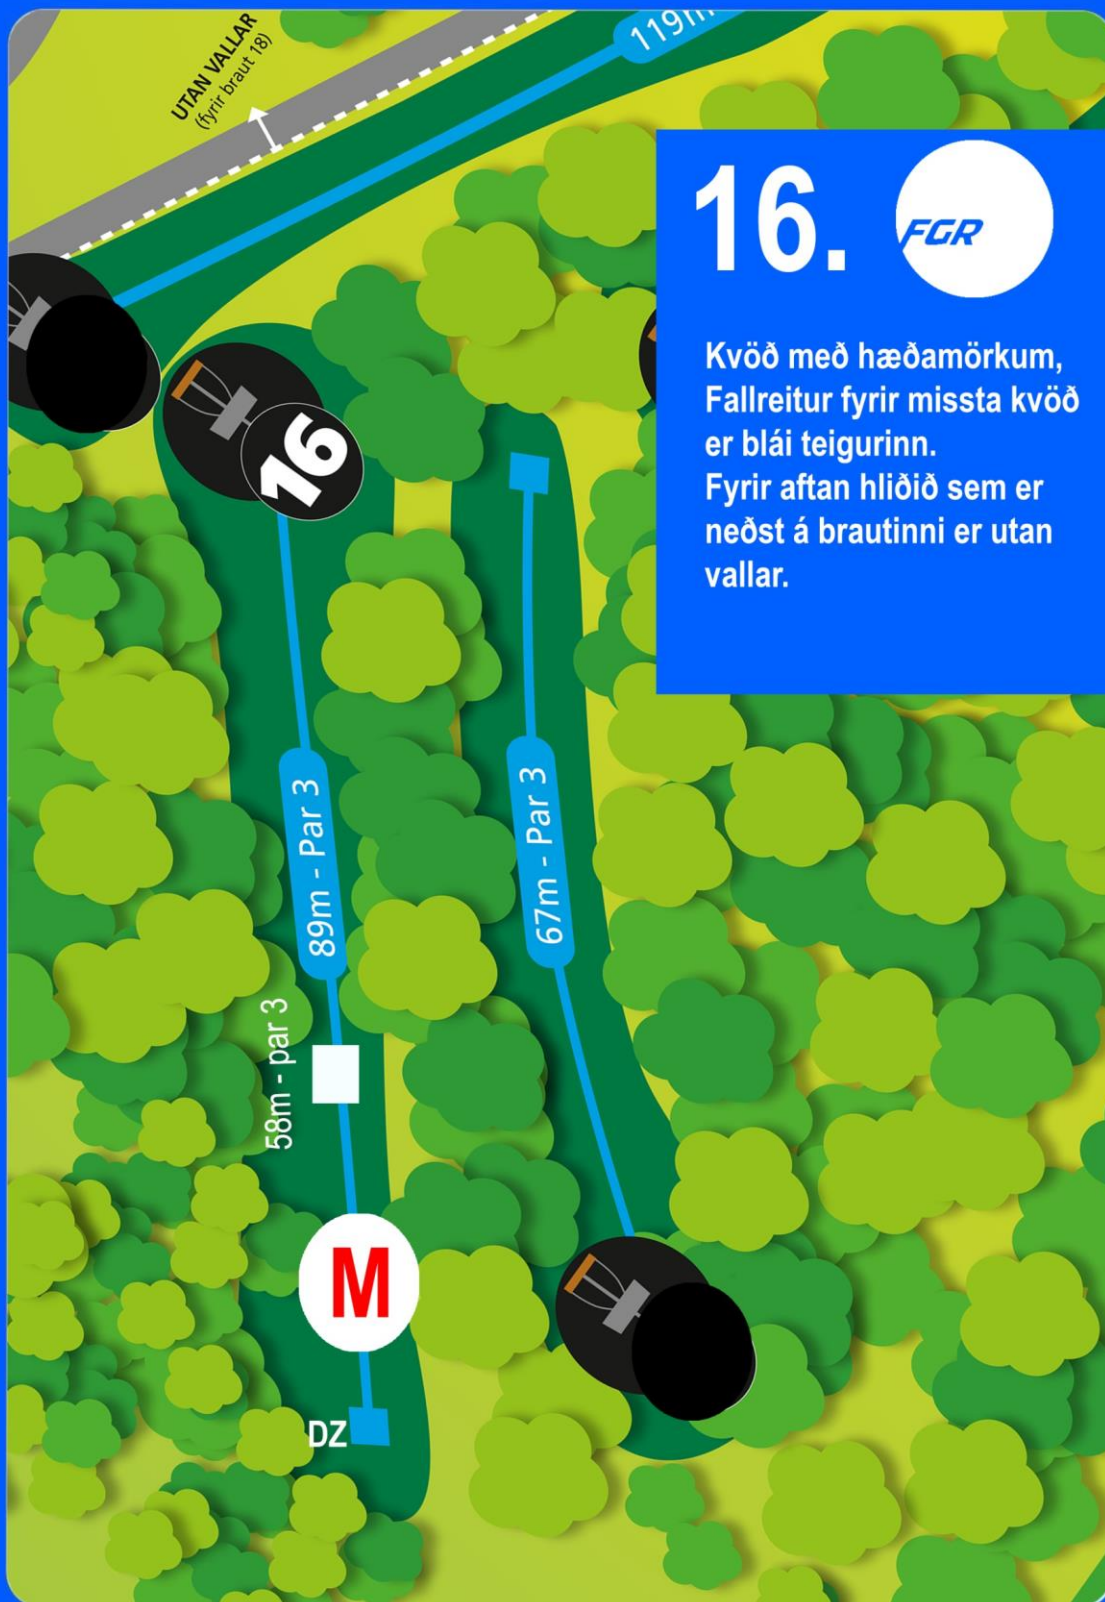 UTAN VALLAR
(fyrir braut 18)
119m
16.
FGR
Kvöð með hæðamörkum,
Fallreitur fyrir missta kvöð
er blái teigurinn.
Fyrir aftan hliðið sem er
neðst á brautinni er utan
vallar.
16
89m - Par 3
67m - Par 3
58m - par 3
M
DZ